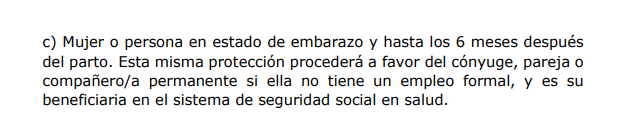 c) Mujer o persona en estado de embarazo y hasta los 6 meses después
del parto. Esta misma protección procederá a favor del cónyuge, pareja o
compañero/a permanente si ella no tiene un empleo formal, y es su
beneficiaria en el sistema de seguridad social en salud.